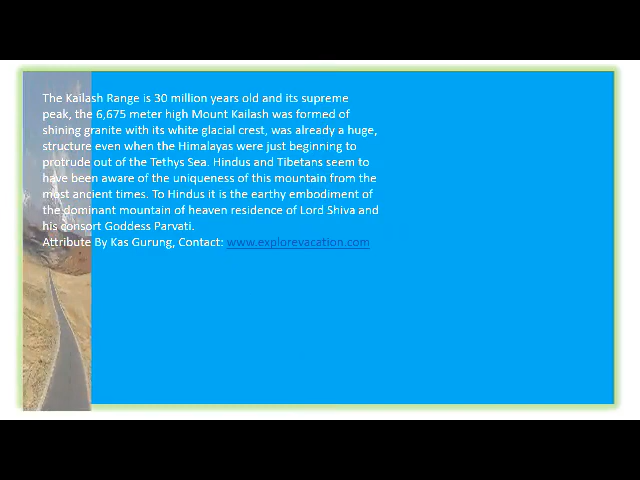 The Kailash Range is 30 million years old and its supreme
peak, the 6,675 meter high Mount Kailash was formed of
shining granite with its white glacial crest, was already a huge,
structure even when the Himalayas were just beginning to
protrude out of the Tethys Sea. Hindus and Tibetans seem to
have been aware of the uniqueness of this mountain from the
most ancient times. To Hindus it is the earthy embodiment of
the dominant mountain of heaven residence of Lord Shiva and
his consort Goddess Parvati.
Attribute By Kas Gurung, Contact: www.explorevacation.com